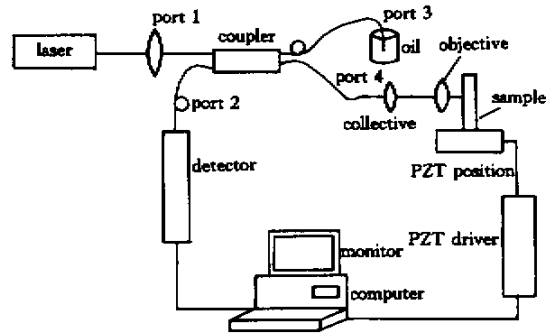 port 1
port 3
coupler
laser
oil
objective
port 4
port 2
sample
collective
detector
PZT position
monitor
PZT driver
computer